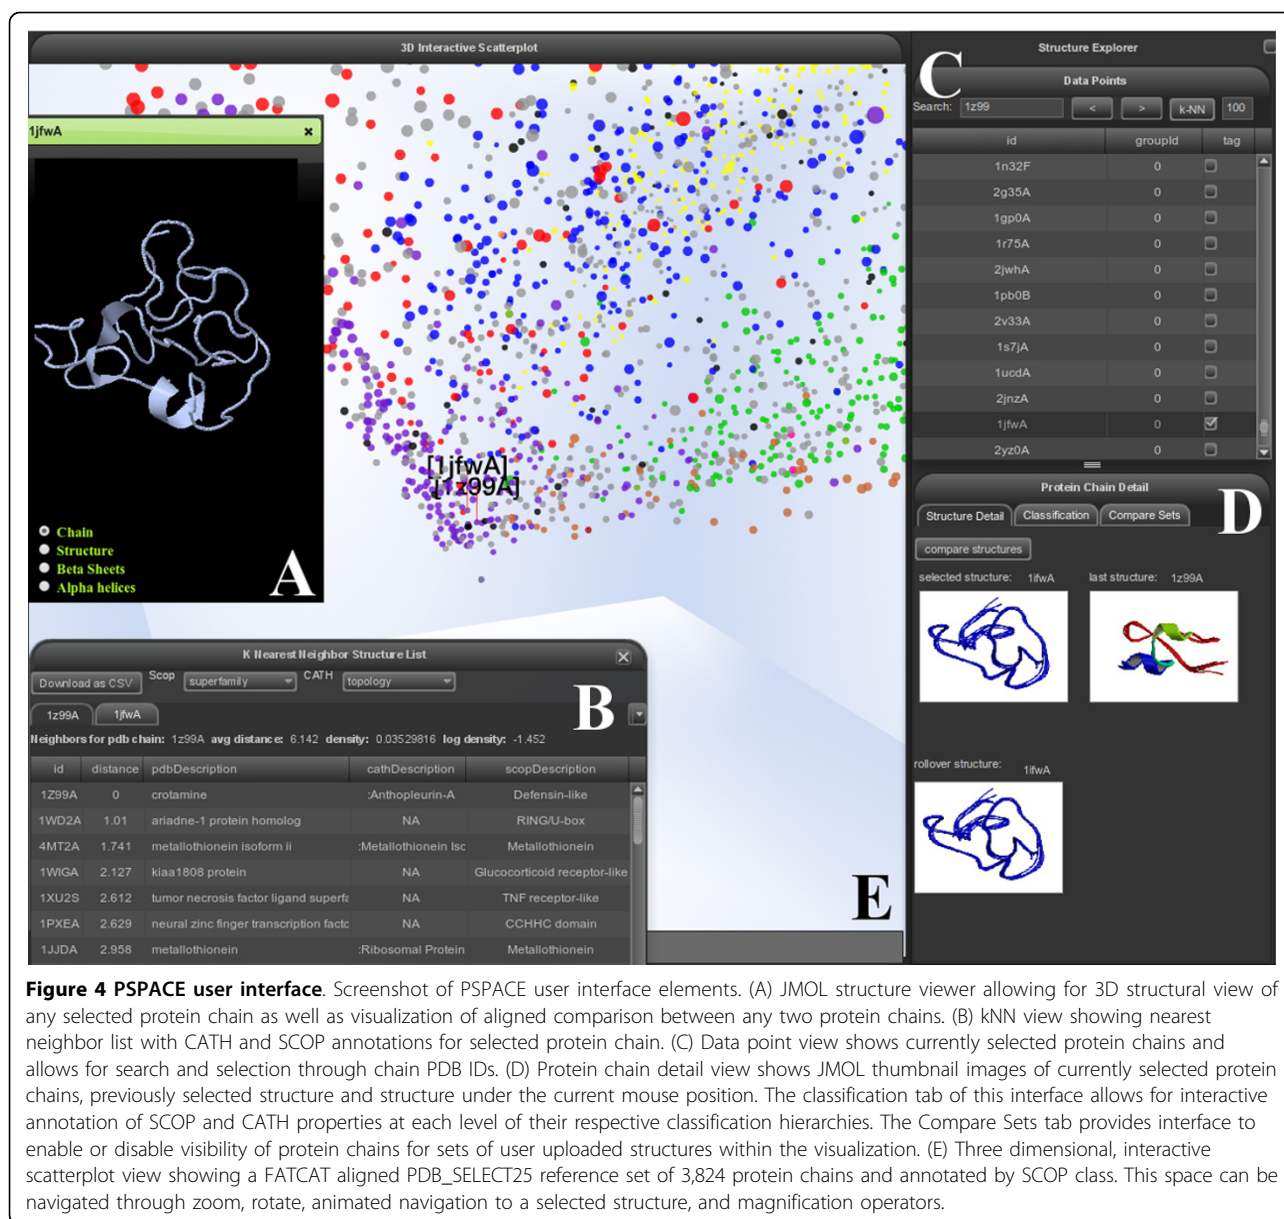 3D Interactive Scatterplot
1jfwA
Chain
Structure
Beta Sheets
Alpha helices
A
[1jfwA]
[1z99A]
K Nearest Neighbor Structure List
Download as CSV Scop superfamily CATH topology
B
1z99A 1jfwA
Neighbors for pdb chain: 1z99A avg distance: 6.142 density: 0.03529816 log density: -1.452
id distance pdbDescription cathDescription scopDescription
1Z99A 0 crotamine :Anthopleurin-A Defensin-like
1WD2A 1.01 ariadne-1 protein homolog NA RING/U-box
4MT2A 1.741 metallothionein isoform ii :Metallothionein Isc Metallothionein
1WIGA 2.127 kiaa1808 protein NA Glucocorticoid receptor-like
1XU2S 2.612 tumor necrosis factor ligand superfa NA TNF receptor-like
1PXEA 2.629 neural zinc finger transcription factc NA CCHHC domain
1JJDA 2.958 metallothionein :Ribosomal Protein Metallothionein
E
Structure Explorer
C
Data Points
Search: 1z99 < > k-NN 100
id groupId tag
1n32F 0
2g35A 0
1gp0A 0
1r75A 0
2jwhA 0
1pb0B 0
2v33A 0
1s7jA 0
1ucdA 0
2jnzA 0
1jfwA 0
2yz0A 0
Protein Chain Detail
D
Structure Detail Classification Compare Sets
compare structures
selected structure: 1ifwA last structure: 1z99A
rollover structure: 1ifwA
Figure 4 PSPACE user interface. Screenshot of PSPACE user interface elements. (A) JMOL structure viewer allowing for 3D structural view of
any selected protein chain as well as visualization of aligned comparison between any two protein chains. (B) kNN view showing nearest
neighbor list with CATH and SCOP annotations for selected protein chain. (C) Data point view shows currently selected protein chains and
allows for search and selection through chain PDB IDs. (D) Protein chain detail view shows JMOL thumbnail images of currently selected protein
chains, previously selected structure and structure under the current mouse position. The classification tab of this interface allows for interactive
annotation of SCOP and CATH properties at each level of their respective classification hierarchies. The Compare Sets tab provides interface to
enable or disable visibility of protein chains for sets of user uploaded structures within the visualization. (E) Three dimensional, interactive
scatterplot view showing a FATCAT aligned PDB_SELECT25 reference set of 3,824 protein chains and annotated by SCOP class. This space can be
navigated through zoom, rotate, animated navigation to a selected structure, and magnification operators.